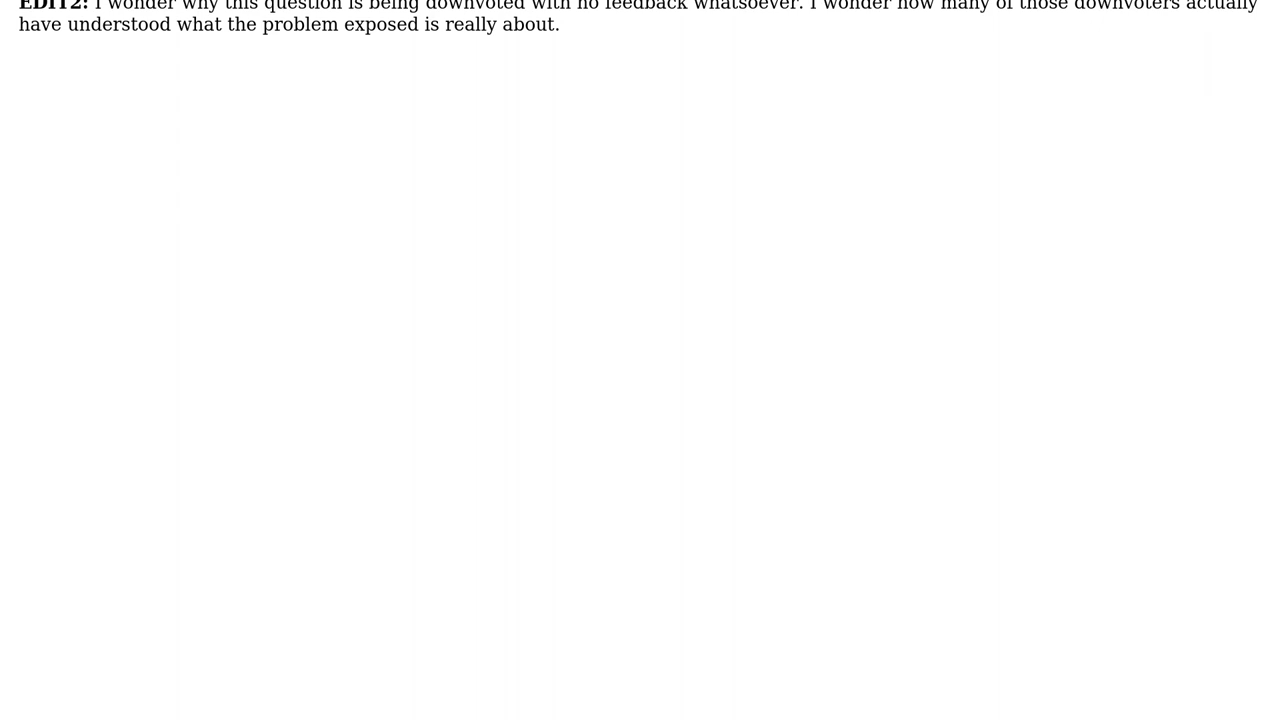 EDIT2: I wonder why this question is being downvoted with no feedback whatsoever. I wonder how many of those downvoters actually
have understood what the problem exposed is really about.